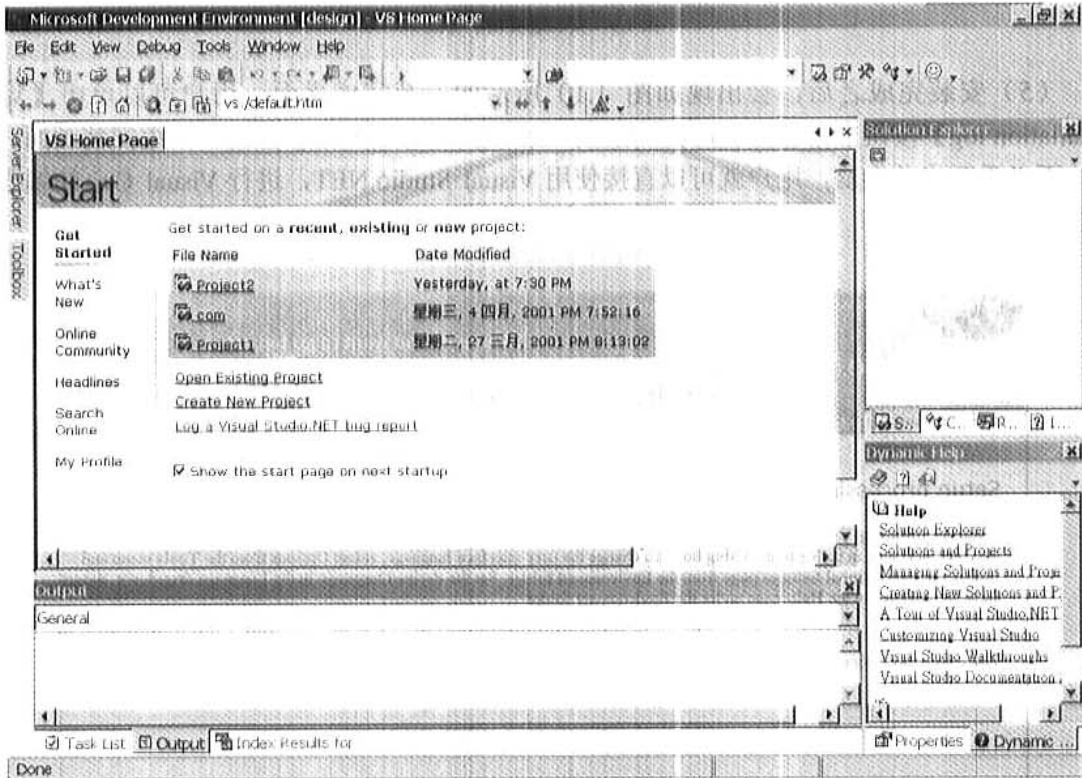 Microsoft Development Environment [design] - VS Home Page
File Edit View Debug Tools Window Help
vs /default.htm
Server Explorer Toolbox
VS Home Page
Start
Get Started
What's New
Online Community
Headlines
Search Online
My Profile
Get started on a recent, existing or new project:
File Name Date Modified
Project2 Yesterday, at 7:30 PM
com 星期三, 4 四月, 2001 PM 7:52:16
Project1 星期二, 27 三月, 2001 PM 8:13:02
Open Existing Project
Create New Project
Log a Visual Studio.NET bug report
Show the start page on next startup
Solution Explorer
S.. C.. R.. I...
Dynamic Help
Help
Solution Explorer
Solutions and Projects
Managing Solutions and Proje
Creating New Solutions and P.
A Tour of Visual Studio.NET
Customizing Visual Studio
Visual Studio Walkthroughs
Visual Studio Documentation
Properties Dynamic ...
Output
General
Task List Output Index Results for
Done